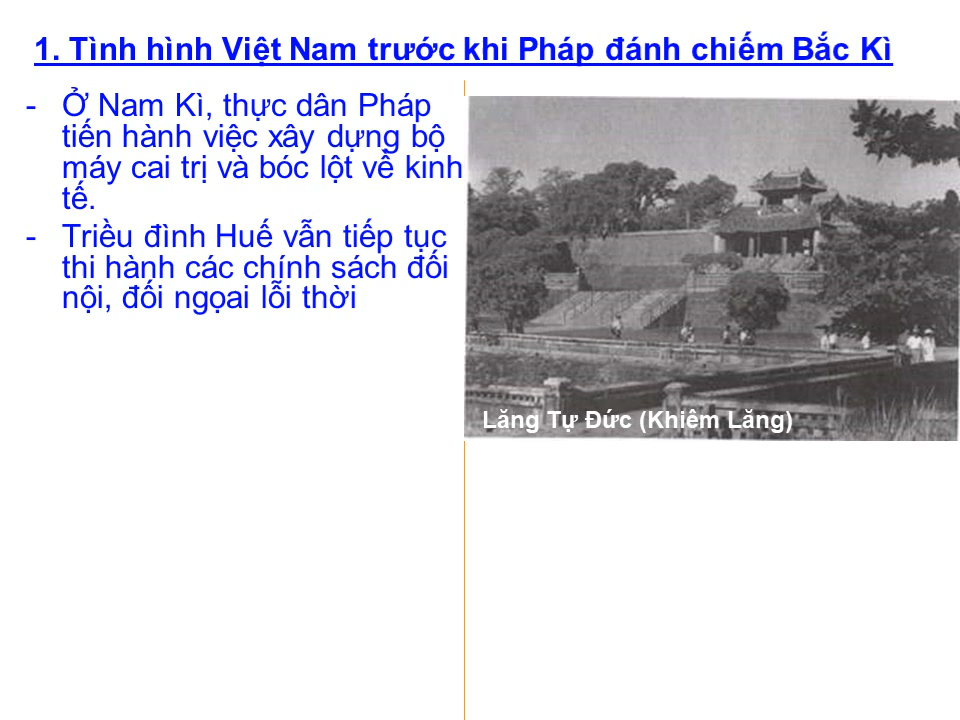 1. Tình hình Việt Nam trước khi Pháp đánh chiếm Bắc Kì
- Ở Nam Kì, thực dân Pháp
tiến hành việc xây dựng bộ
máy cai trị và bóc lột về kinh
tế.
- Triều đình Huế vẫn tiếp tục
thi hành các chính sách đối
nội, đối ngọai lỗi thời
Lăng Tự Đức (Khiêm Lăng)